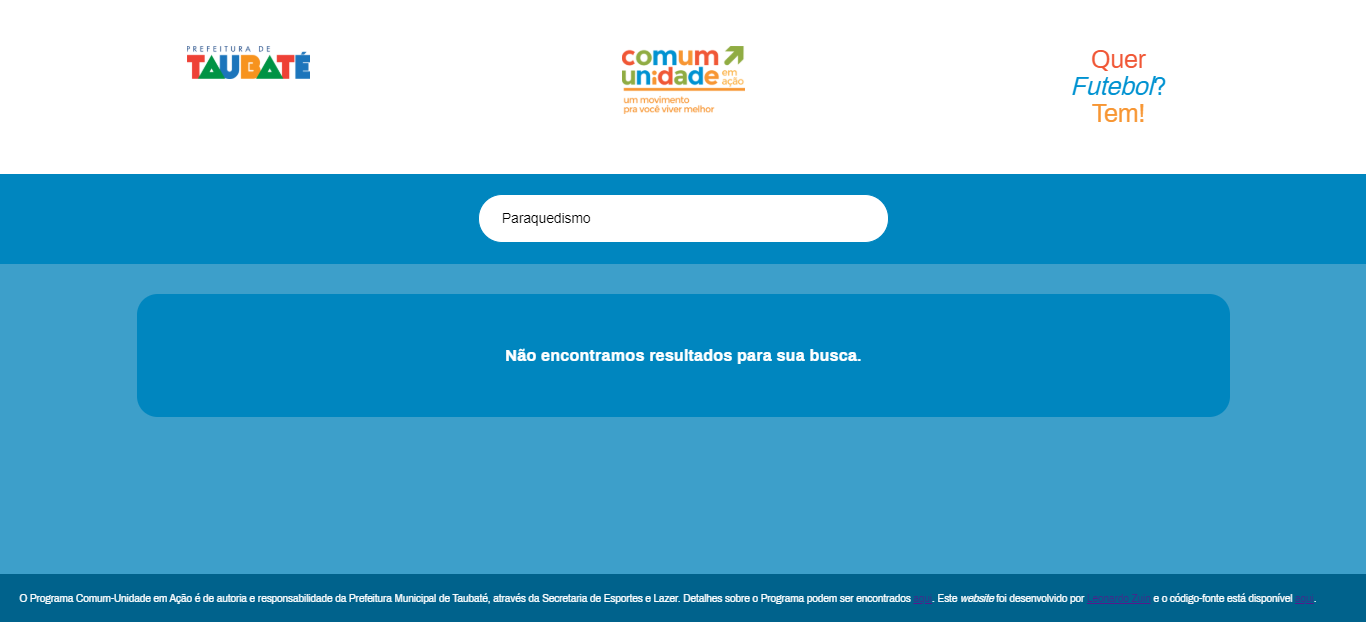 PREFEITURA DE
TAUBATÉ
comum
unidade em ação
um movimento
pra você viver melhor
Quer
Futebol?
Tem!
Paraquedismo
Não encontramos resultados para sua busca.
O Programa Comum-Unidade em Ação é de autoria e responsabilidade da Prefeitura Municipal de Taubaté, através da Secretaria de Esportes e Lazer. Detalhes sobre o Programa podem ser encontrados aqui. Este website foi desenvolvido por Leonardo e o código-fonte está disponível aqui.